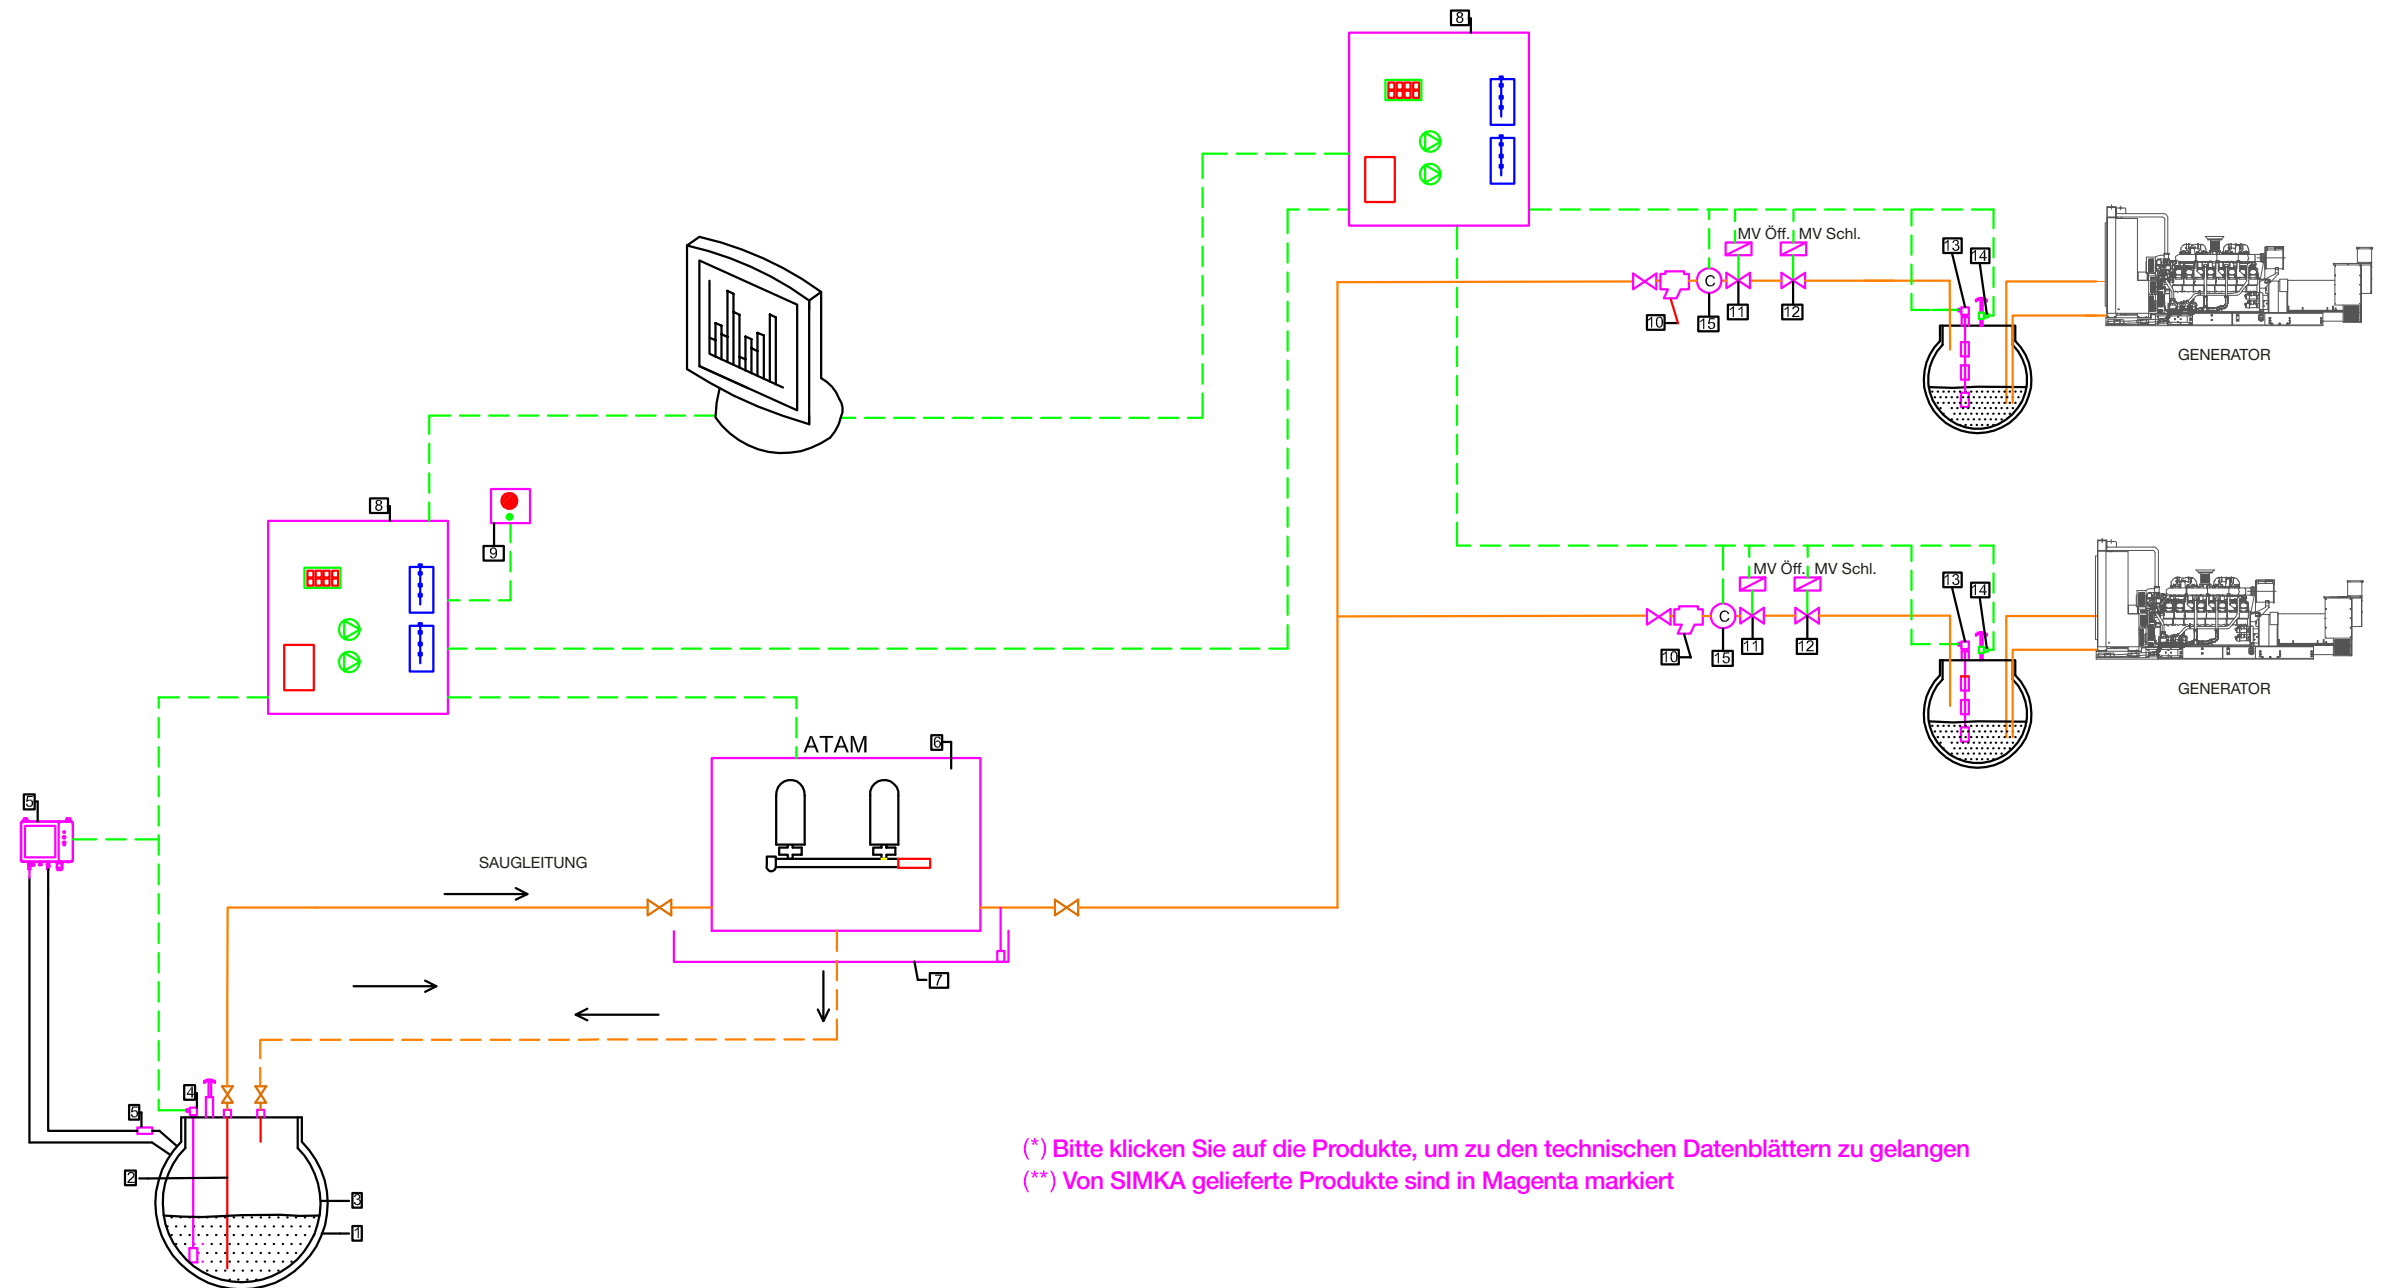 8
MV Öff. MV Schl.
13
14
10
15
C
11
12
GENERATOR
8
9
MV Öff. MV Schl.
13
14
10
15
C
11
12
GENERATOR
ATAM
6
5
SAUGLEITUNG
7
4
5
2
3
1
(*) Bitte klicken Sie auf die Produkte, um zu den technischen Datenblättern zu gelangen
(**) Von SIMKA gelieferte Produkte sind in Magenta markiert